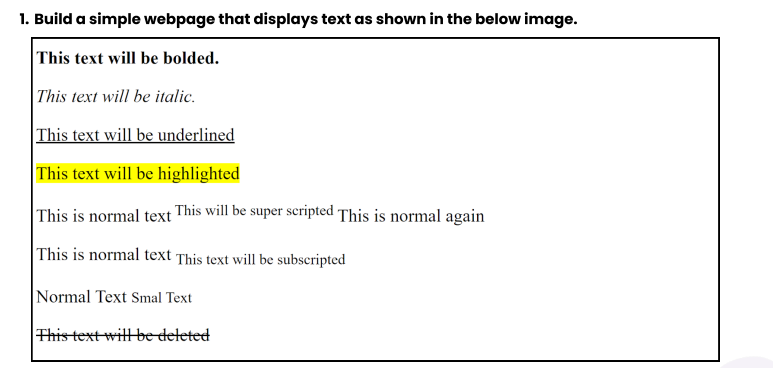 1. Build a simple webpage that displays text as shown in the below image.
This text will be bolded.
This text will be italic.
This text will be underlined
This text will be highlighted
This is normal text This will be super scripted This is normal again
This is normal text This text will be subscripted
Normal Text Smal Text
This text will be deleted